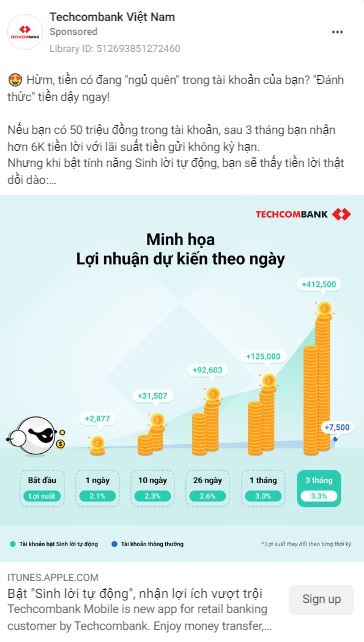 Techcombank Việt Nam
Sponsored
Library ID: 512693851272460
Hừm, tiền có đang "ngủ quên" trong tài khoản của bạn? "Đánh
thức" tiền dậy ngay!
Nếu bạn có 50 triệu đồng trong tài khoản, sau 3 tháng bạn nhận
hơn 6K tiền lời với lãi suất tiền gửi không kỳ hạn.
Nhưng khi bật tính năng Sinh lời tự động, bạn sẽ thấy tiền lời thật
dồi dào:...
TECHCOMBANK
Minh họa
Lợi nhuận dự kiến theo ngày
+412,500
+125,000
+92,603
+31,507
+2,877
+7,500
Bắt đầu 1 ngày 10 ngày 26 ngày 1 tháng 3 tháng
Lợi suất 2.1% 2.3% 2.6% 3.0% 3.3%
Tài khoản bật Sinh lời tự động Tài khoản thông thường * Lợi suất thay đổi theo từng thời kỳ
ITUNES.APPLE.COM
Bật "Sinh lời tự động", nhận lợi ích vượt trội
Techcombank Mobile is new app for retail banking
customer by Techcombank. Enjoy money transfer,...
Sign up